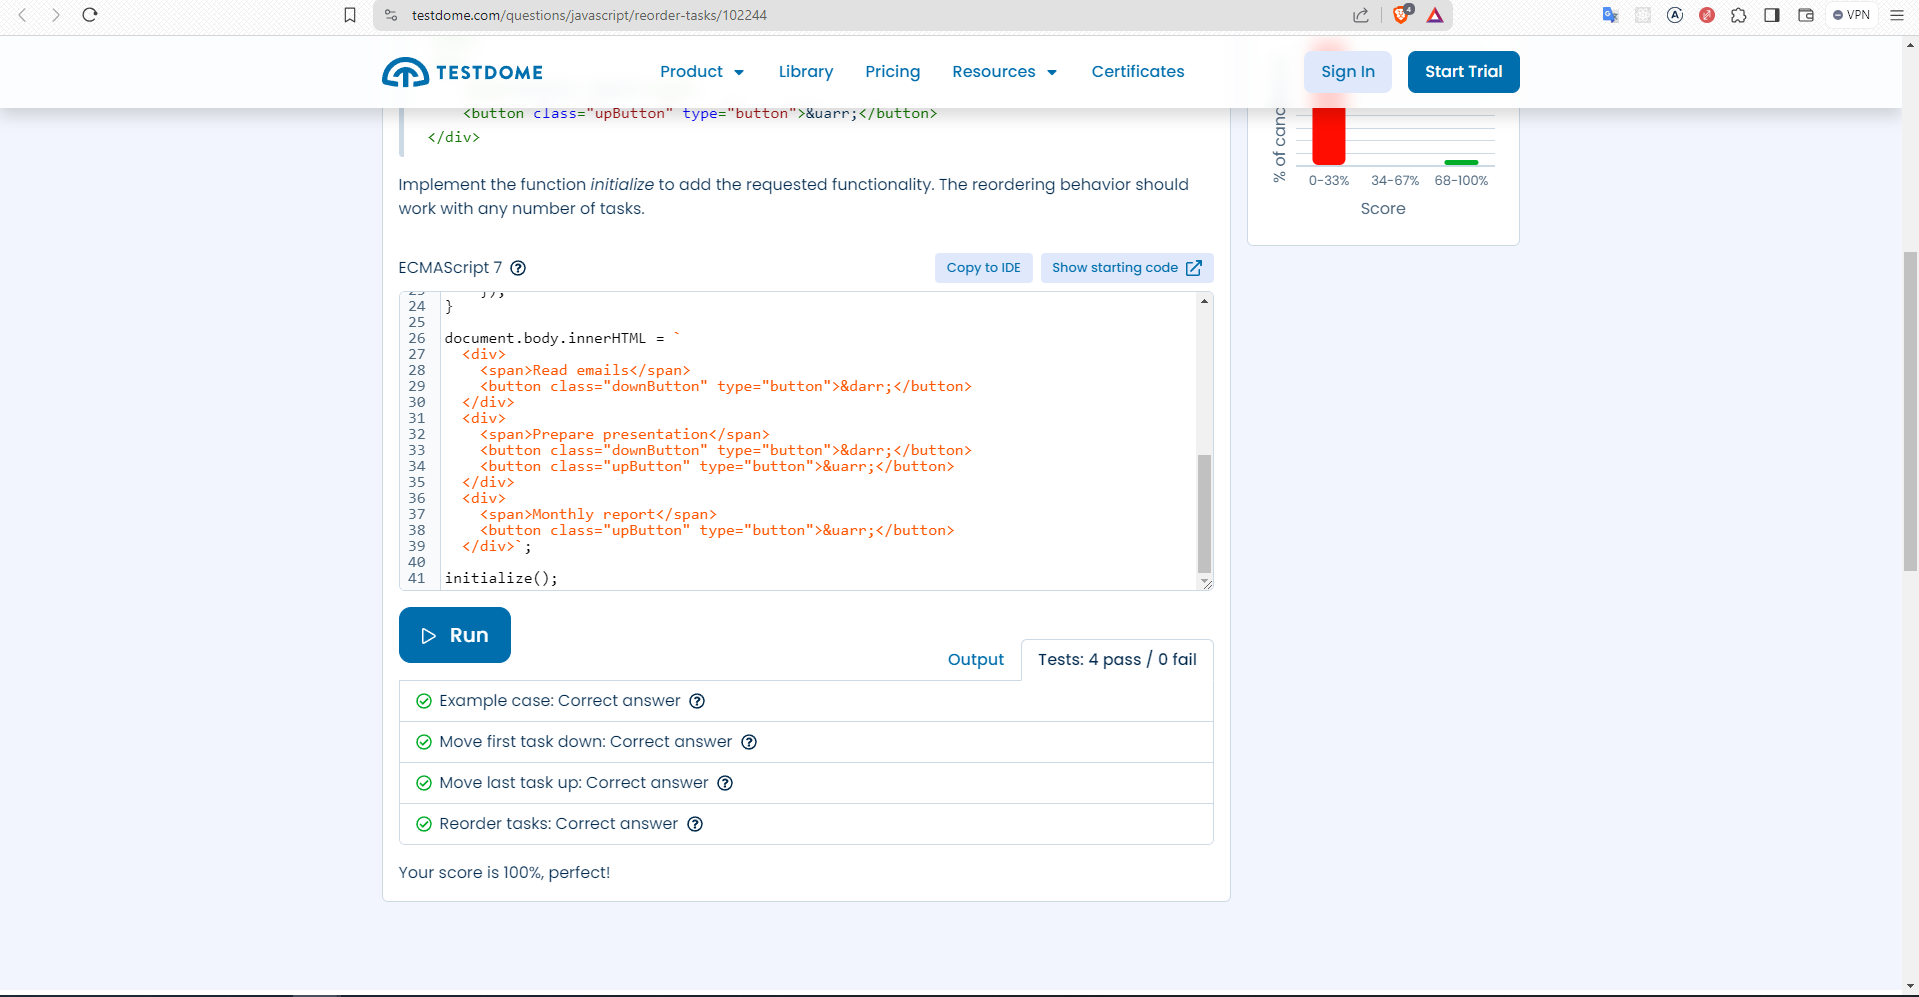 testdome.com/questions/javascript/reorder-tasks/102244
4
VPN
TESTDOME
Product
Library
Pricing
Resources
Certificates
Sign In
Start Trial
<button class="upButton" type="button">&uarr;</button>
</div>
Implement the function initialize to add the requested functionality. The reordering behavior should
work with any number of tasks.
ECMAScript 7
Copy to IDE
Show starting code
24 }
25
26 document.body.innerHTML = `
27 <div>
28 <span>Read emails</span>
29 <button class="downButton" type="button">&darr;</button>
30 </div>
31 <div>
32 <span>Prepare presentation</span>
33 <button class="downButton" type="button">&darr;</button>
34 <button class="upButton" type="button">&uarr;</button>
35 </div>
36 <div>
37 <span>Monthly report</span>
38 <button class="upButton" type="button">&uarr;</button>
39 </div>`;
40
41 initialize();
Run
Output
Tests: 4 pass / 0 fail
Example case: Correct answer
Move first task down: Correct answer
Move last task up: Correct answer
Reorder tasks: Correct answer
Your score is 100%, perfect!
% of
0-33%
34-67%
68-100%
Score